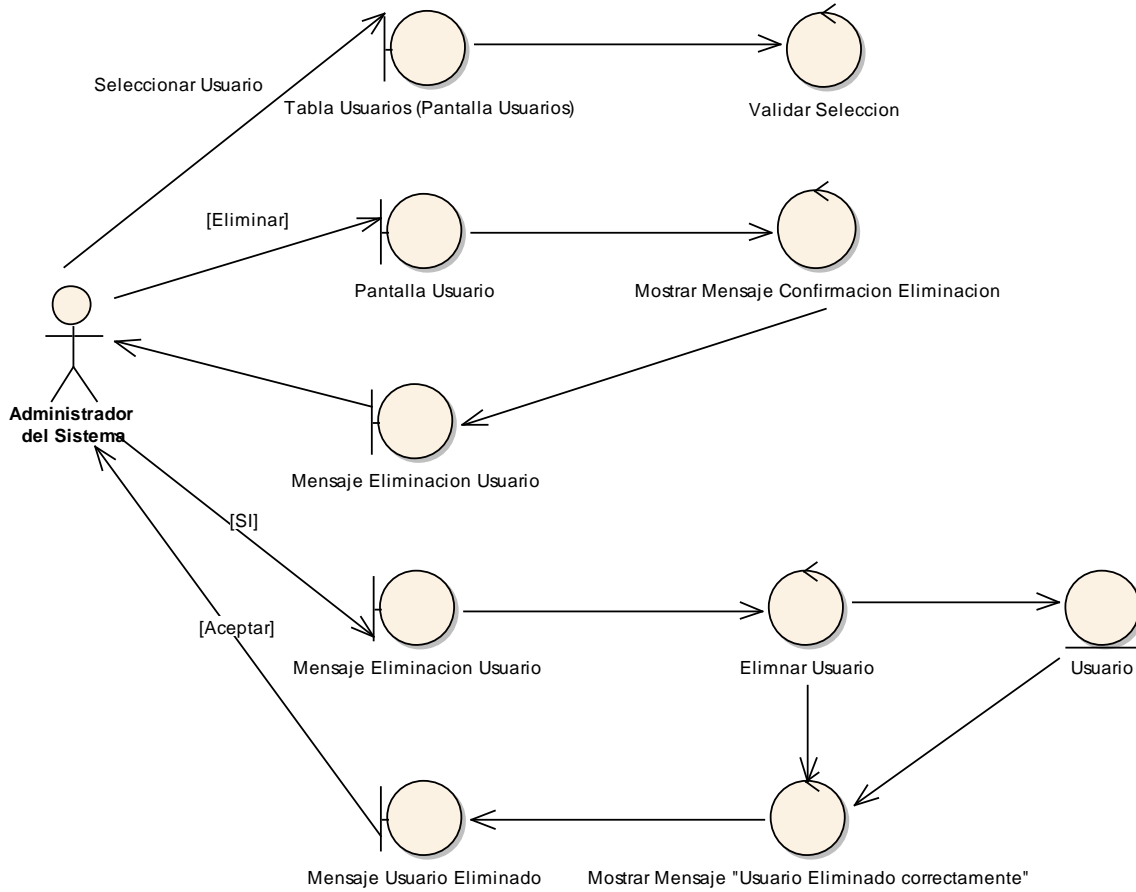 Seleccionar Usuario
Tabla Usuarios (Pantalla Usuarios)
Validar Seleccion
[Eliminar]
Pantalla Usuario
Mostrar Mensaje Confirmacion Eliminacion
Administrador
del Sistema
Mensaje Eliminacion Usuario
[SI]
[Aceptar]
Mensaje Eliminacion Usuario
Elimnar Usuario
Usuario
Mensaje Usuario Eliminado
Mostrar Mensaje "Usuario Eliminado correctamente"